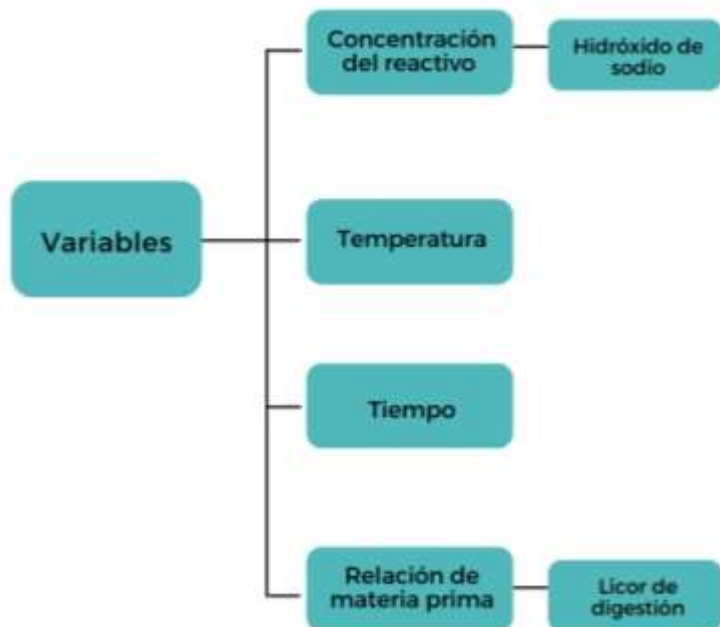 Concentración
del reactivo
Hidróxido de
sodio
Variables
Temperatura
Tiempo
Relación de
materia prima
Licor de
digestión